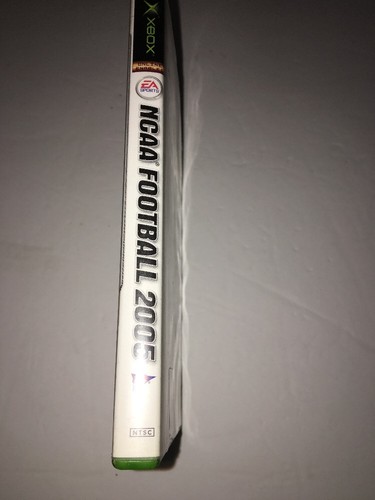 XBOX
EA
SPORTS
NCAA® FOOTBALL 2005
NTSC